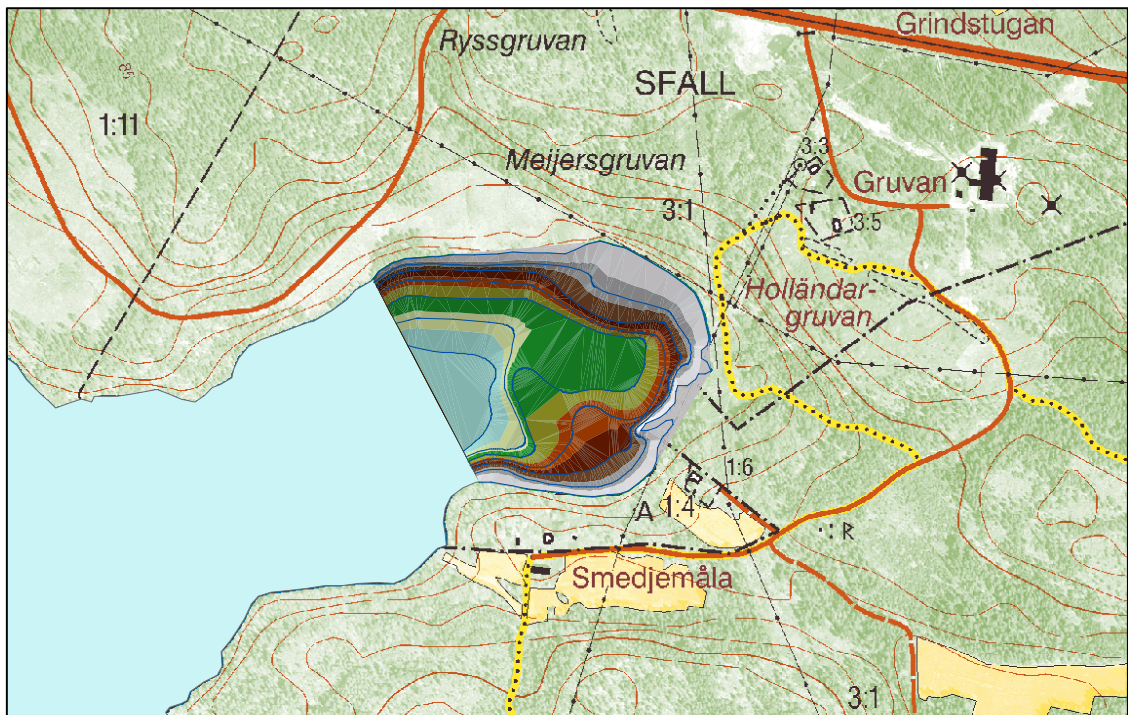 Grindstugan
Ryssgruvan
85
SFALL
1:11
3:3
Meijersgruvan
Gruvan
3:1
3:5
Holländar-
gruvan
1:6
A 1:4
R
Smedjemåla
3:1